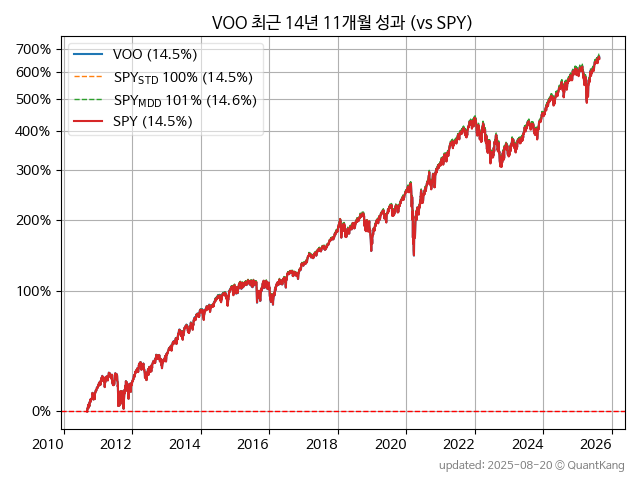 VOO 최근 14년 11개월 성과 (vs SPY)
VOO (14.5%)
SPY_STD 100% (14.5%)
SPY_MDD 101% (14.6%)
SPY (14.5%)
700%
600%
500%
400%
300%
200%
100%
0%
2010 2012 2014 2016 2018 2020 2022 2024 2026
updated: 2025-08-20 © QuantKang